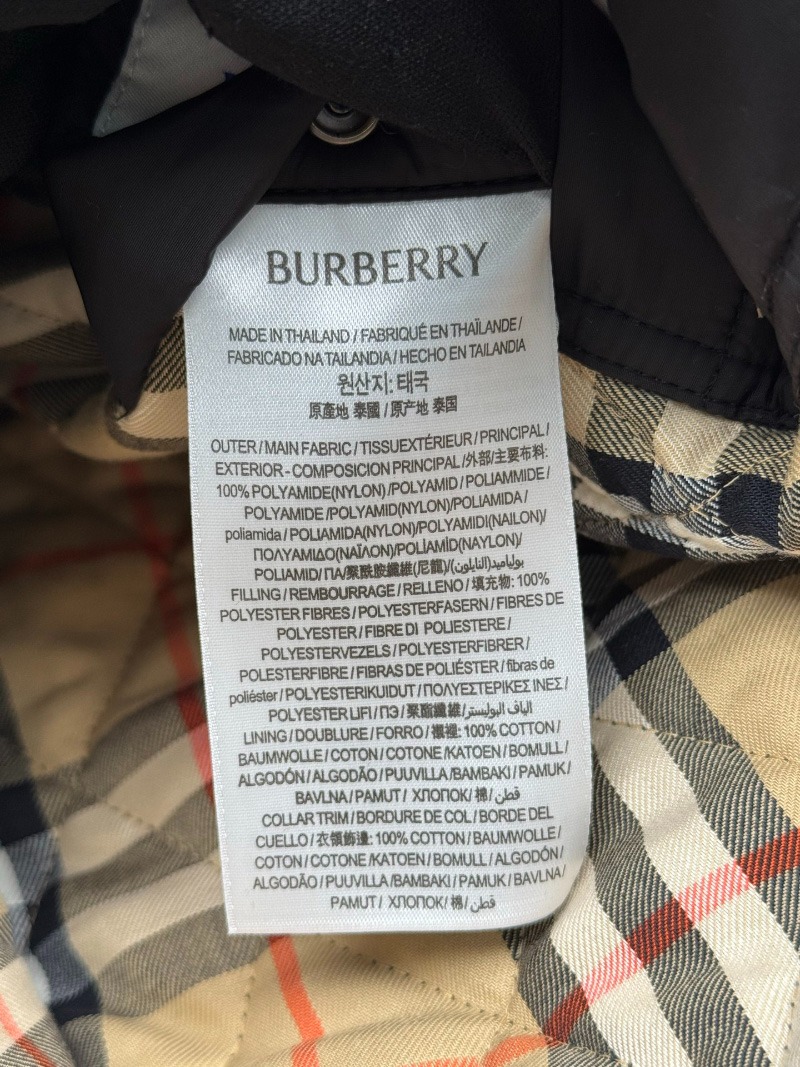 BURBERRY
MADE IN THAILAND / FABRIQUÉ EN THAÏLANDE /
FABRICADO NA TAILANDIA / HECHO EN TAILANDIA
원산지: 태국
原產地 泰國 / 原产地 泰国
OUTER / MAIN FABRIC / TISSUEXTÉRIEUR / PRINCIPAL /
EXTERIOR - COMPOSICION PRINCIPAL /外部/主要布料:
100% POLYAMIDE(NYLON) /POLYAMID / POLIAMMIDE /
POLYAMIDE /POLYAMID(NYLON)/POLYAMIDA /
poliamida / POLIAMIDA(NYLON)/POLYAMIDI(NAILON)/
ΠΟΛΥΑΜΙΔΟ(ΝΑΪΛΟΝ)/POLİAMİD(NAYLON)/
POLIAMID/ ПА/聚酰胺纖維(尼龍)/(بولياميد(النايلون
FILLING / REMBOURRAGE / RELLENO / 填充物: 100%
POLYESTER FIBRES / POLYESTERFASERN / FIBRES DE
POLYESTER / FIBRE DI POLIESTERE /
POLYESTERVEZELS / POLYESTERFIBRER /
POLESTERFIBRE / FIBRAS DE POLIÉSTER / fibras de
poliéster / POLYESTERIKUIDUT / ΠΟΛΥΕΣΤΕΡΙΚΕΣ ΙΝΕΣ /
POLYESTER LIFI / ПЭ / 聚酯纖維/الياف البوليستر
LINING / DOUBLURE / FORRO / 襯裡: 100% COTTON /
BAUMWOLLE / COTON / COTONE /KATOEN / BOMULL /
ALGODÓN / ALGODÃO / PUUVILLA /BAMBAKI / PAMUK /
BAVLNA / PAMUT / ХЛОПОК/ 棉/ قطن
COLLAR TRIM / BORDURE DE COL / BORDE DEL
CUELLO / 衣領飾邊: 100% COTTON / BAUMWOLLE /
COTON / COTONE /KATOEN / BOMULL / ALGODÓN /
ALGODÃO / PUUVILLA /BAMBAKI / PAMUK / BAVLNA /
PAMUT / ХЛОПОК/ 棉/ قطن